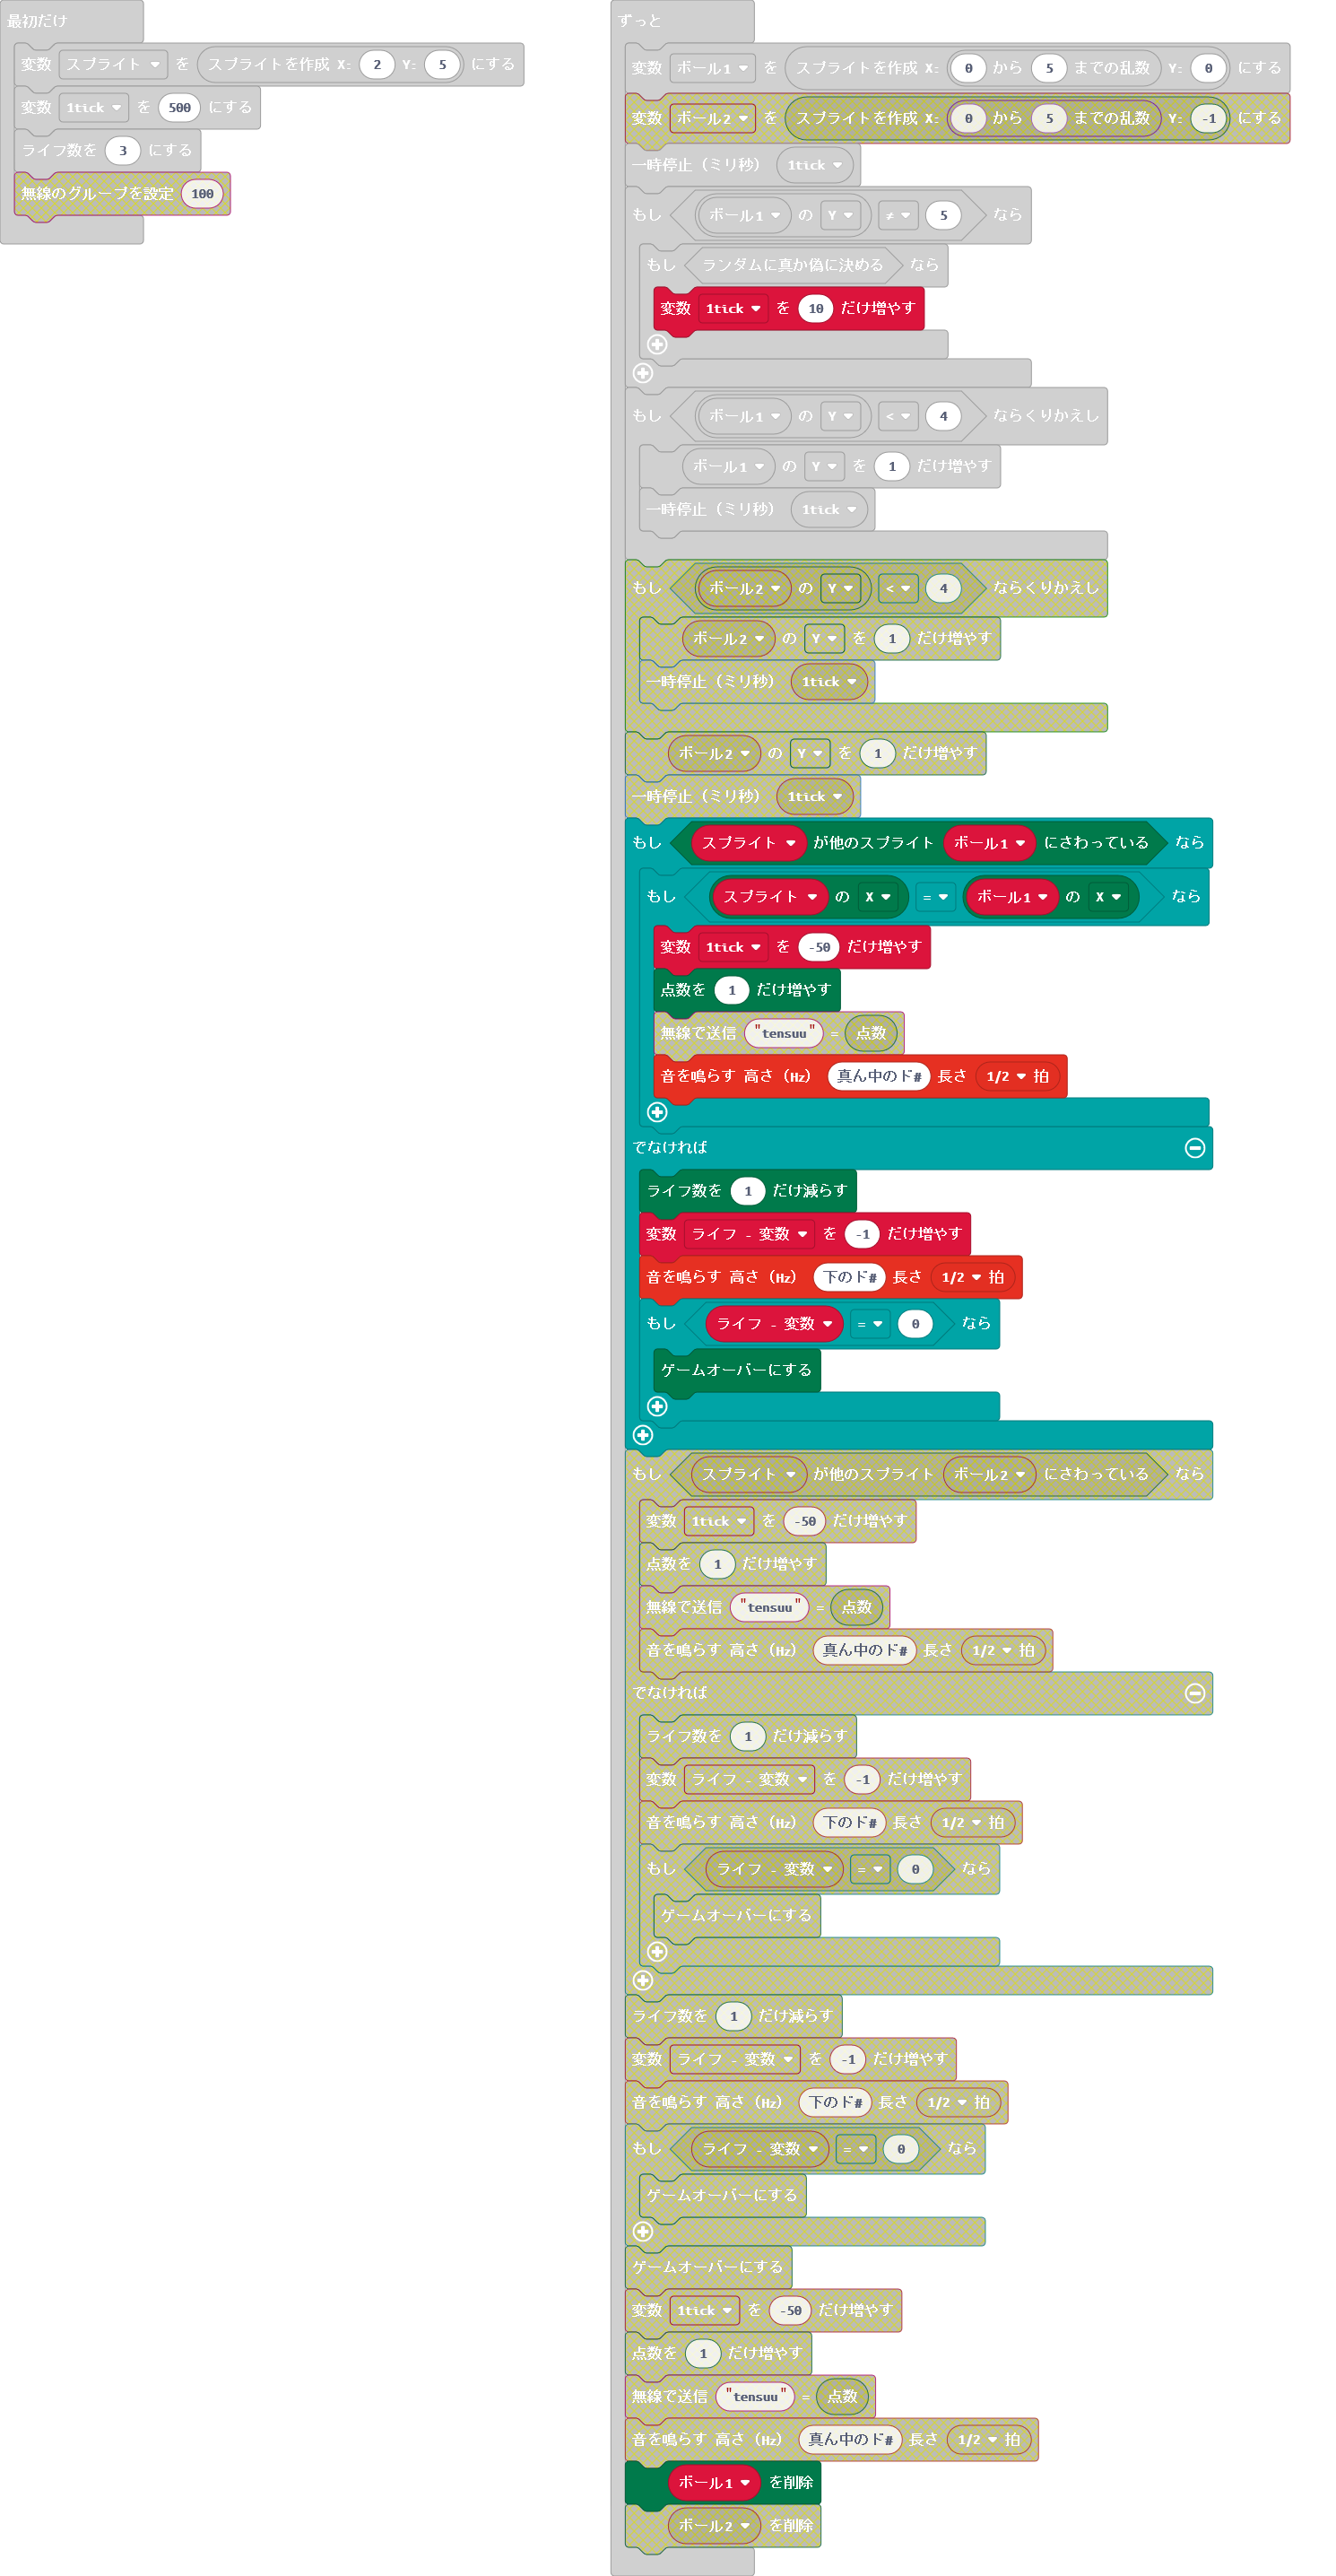 最初だけ
変数 スプライト を スプライトを作成 X: 2 Y: 5 にする
変数 1tick を 500 にする
ライフ数を 3 にする
無線のグループを設定 100
ずっと
変数 ボール1 を スプライトを作成 X: 0 から 5 までの乱数 Y: 0 にする
変数 ボール2 を スプライトを作成 X: 0 から 5 までの乱数 Y: -1 にする
一時停止（ミリ秒） 1tick
もし ボール1 の Y ≠ 5 なら
もし ランダムに真か偽に決める なら
変数 1tick を 10 だけ増やす
もし ボール1 の Y < 4 ならくりかえし
ボール1 の Y を 1 だけ増やす
一時停止（ミリ秒） 1tick
もし ボール2 の Y < 4 ならくりかえし
ボール2 の Y を 1 だけ増やす
一時停止（ミリ秒） 1tick
ボール2 の Y を 1 だけ増やす
一時停止（ミリ秒） 1tick
もし スプライト が他のスプライト ボール1 にさわっている なら
もし スプライト の X = ボール1 の X なら
変数 1tick を -50 だけ増やす
点数を 1 だけ増やす
無線で送信 "tensuu" = 点数
音を鳴らす 高さ（Hz） 真ん中のド# 長さ 1/2 拍
でなければ
ライフ数を 1 だけ減らす
変数 ライフ - 変数 を -1 だけ増やす
音を鳴らす 高さ（Hz） 下のド# 長さ 1/2 拍
もし ライフ - 変数 = 0 なら
ゲームオーバーにする
もし スプライト が他のスプライト ボール2 にさわっている なら
変数 1tick を -50 だけ増やす
点数を 1 だけ増やす
無線で送信 "tensuu" = 点数
音を鳴らす 高さ（Hz） 真ん中のド# 長さ 1/2 拍
でなければ
ライフ数を 1 だけ減らす
変数 ライフ - 変数 を -1 だけ増やす
音を鳴らす 高さ（Hz） 下のド# 長さ 1/2 拍
もし ライフ - 変数 = 0 なら
ゲームオーバーにする
ライフ数を 1 だけ減らす
変数 ライフ - 変数 を -1 だけ増やす
音を鳴らす 高さ（Hz） 下のド# 長さ 1/2 拍
もし ライフ - 変数 = 0 なら
ゲームオーバーにする
ゲームオーバーにする
変数 1tick を -50 だけ増やす
点数を 1 だけ増やす
無線で送信 "tensuu" = 点数
音を鳴らす 高さ（Hz） 真ん中のド# 長さ 1/2 拍
ボール1 を削除
ボール2 を削除